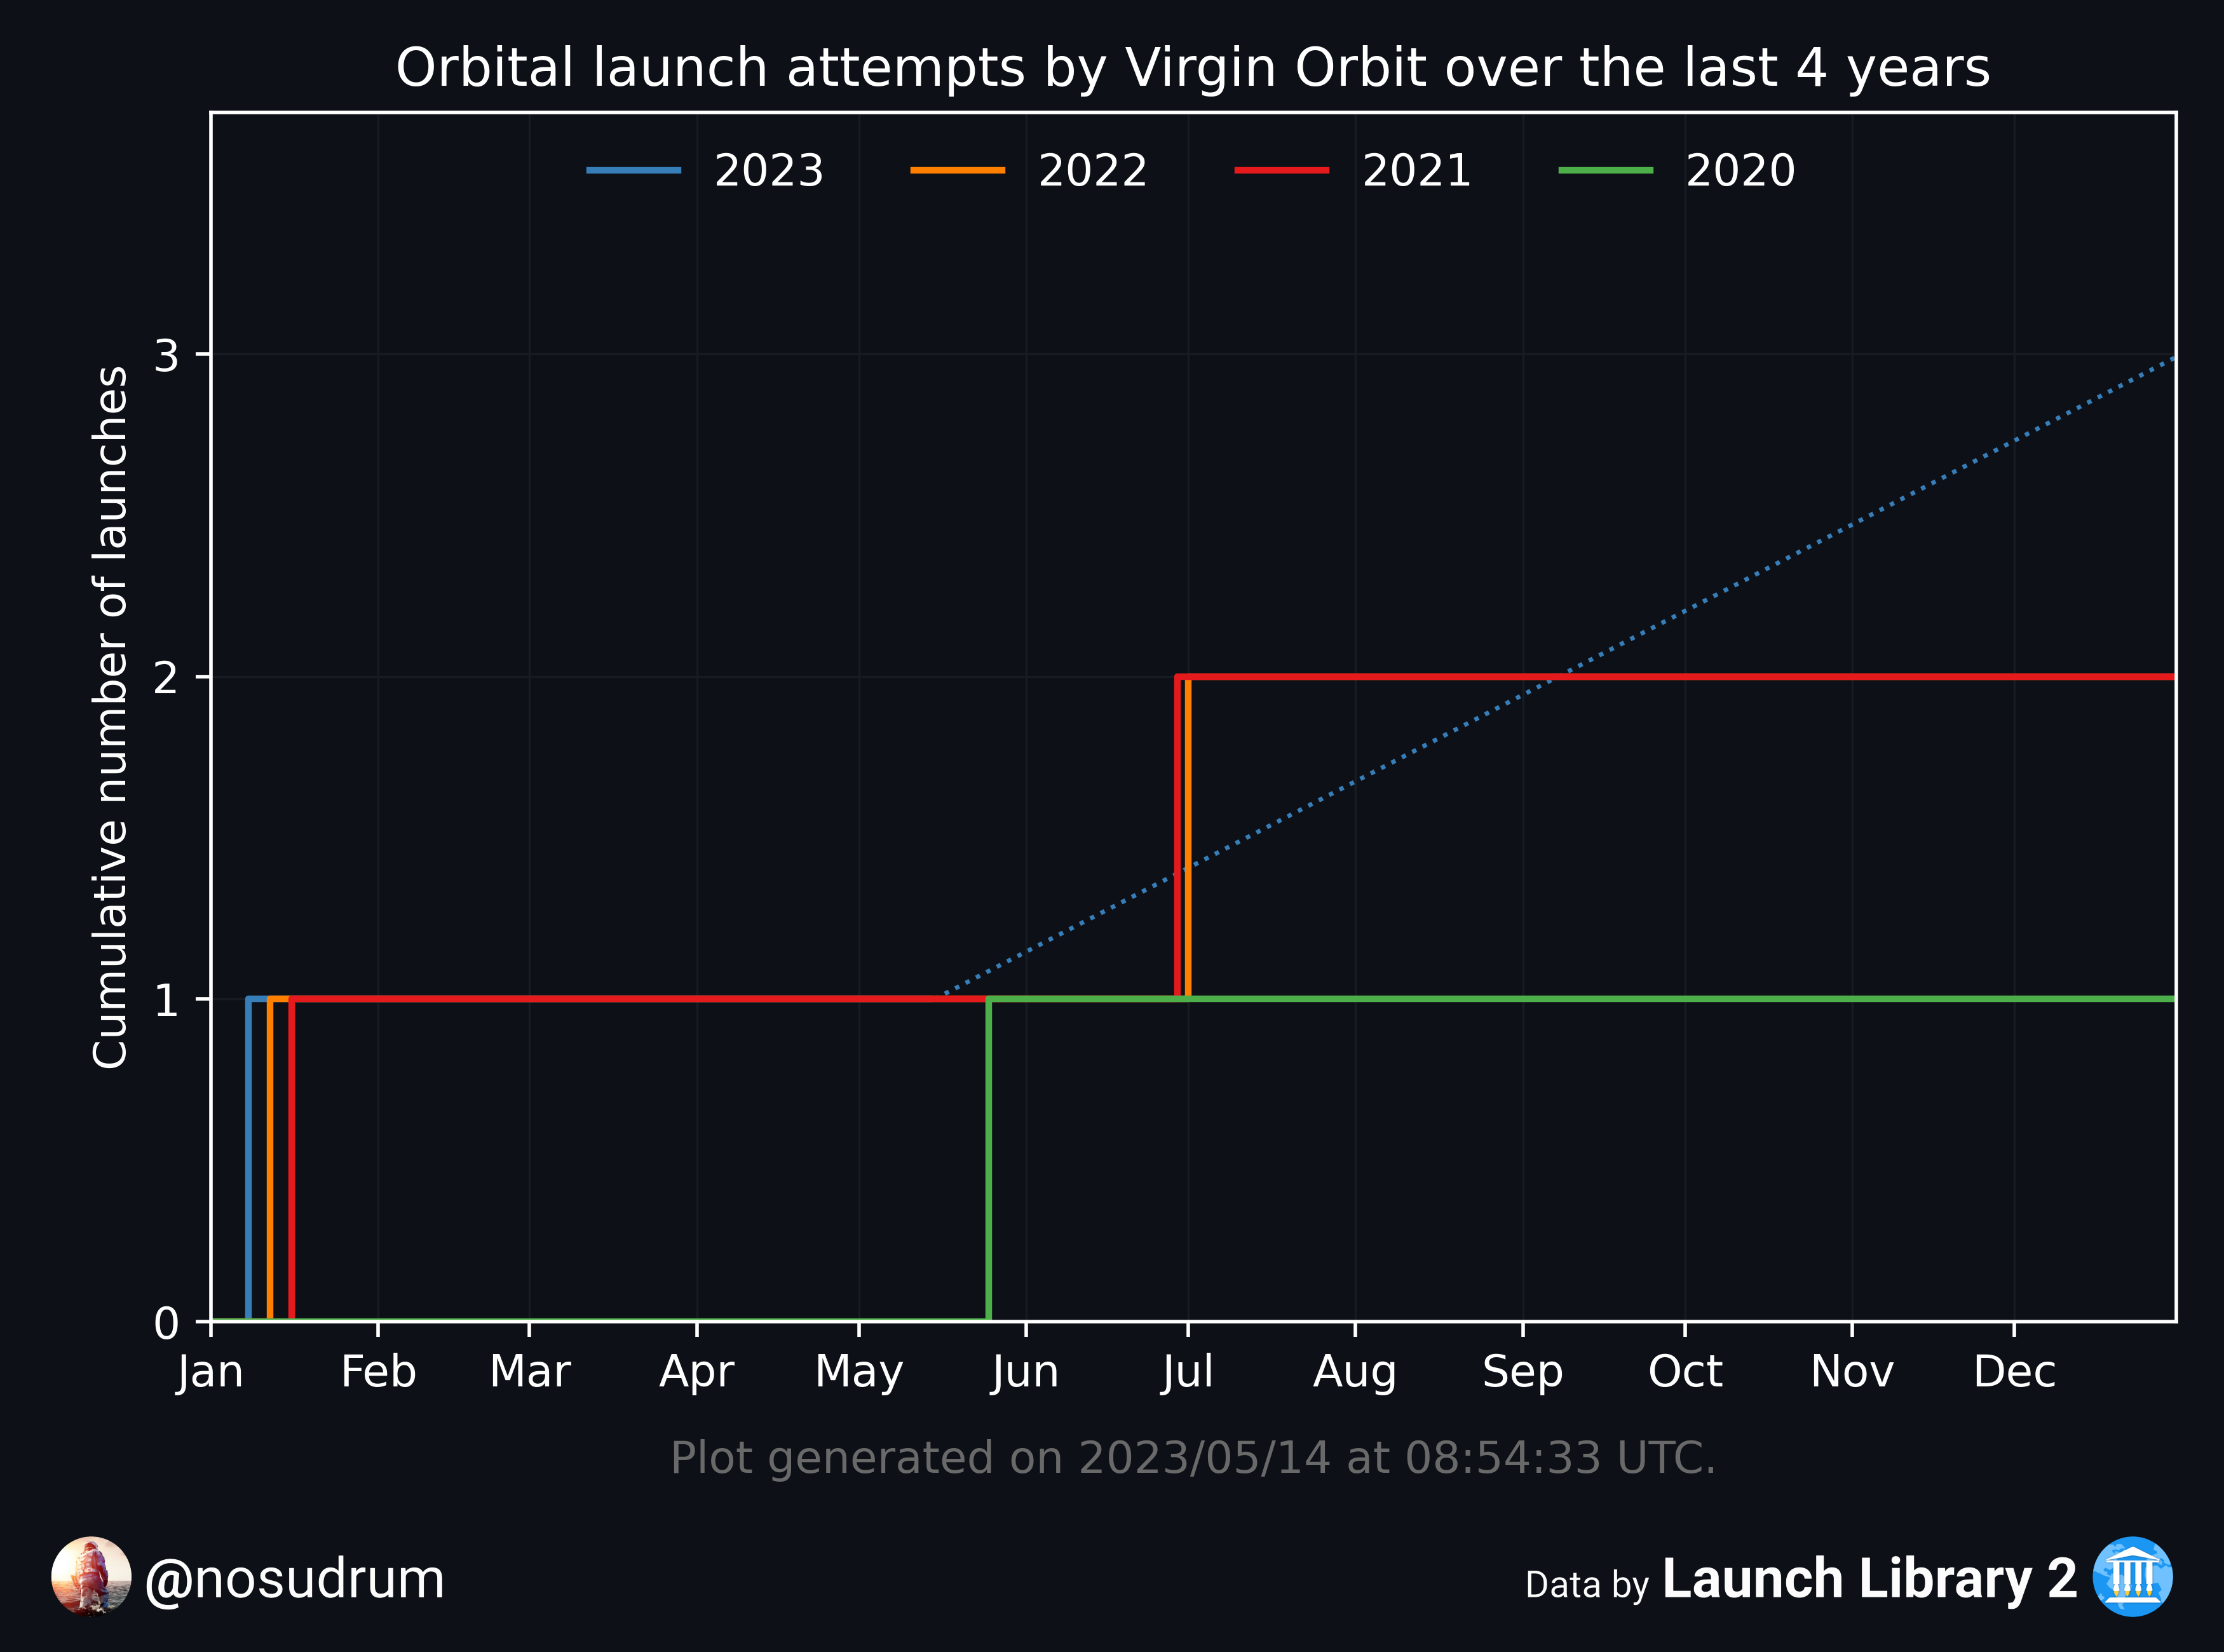 Orbital launch attempts by Virgin Orbit over the last 4 years
2023 2022 2021 2020
Cumulative number of launches
3
2
1
0
Jan Feb Mar Apr May Jun Jul Aug Sep Oct Nov Dec
Plot generated on 2023/05/14 at 08:54:33 UTC.
@nosudrum
Data by Launch Library 2